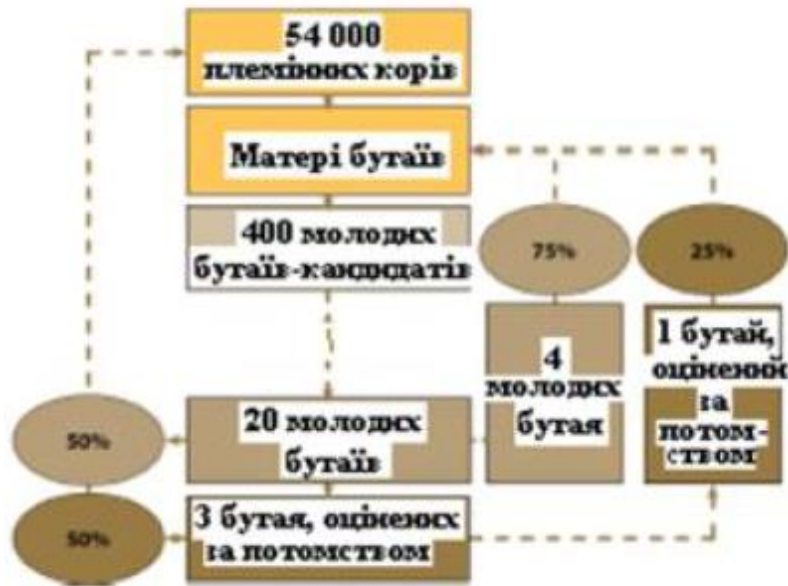 54 000
племінних корів
Матері бугаїв
400 молодих
бугаїв-кандидатів
75%
25%
4
молодих
бугая
1 бугай,
оцінений
за
потом-
ством
20 молодих
бугаїв
50%
3 бугая, оцінених
за потомством
50%